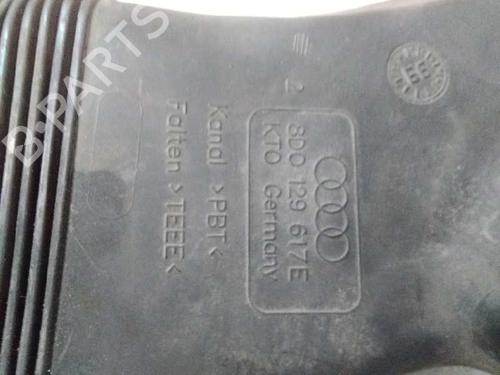 B-PARTS
2
8D0 129 617E
KTO Germany
Kanal >PBT<
Falten >TEEE<